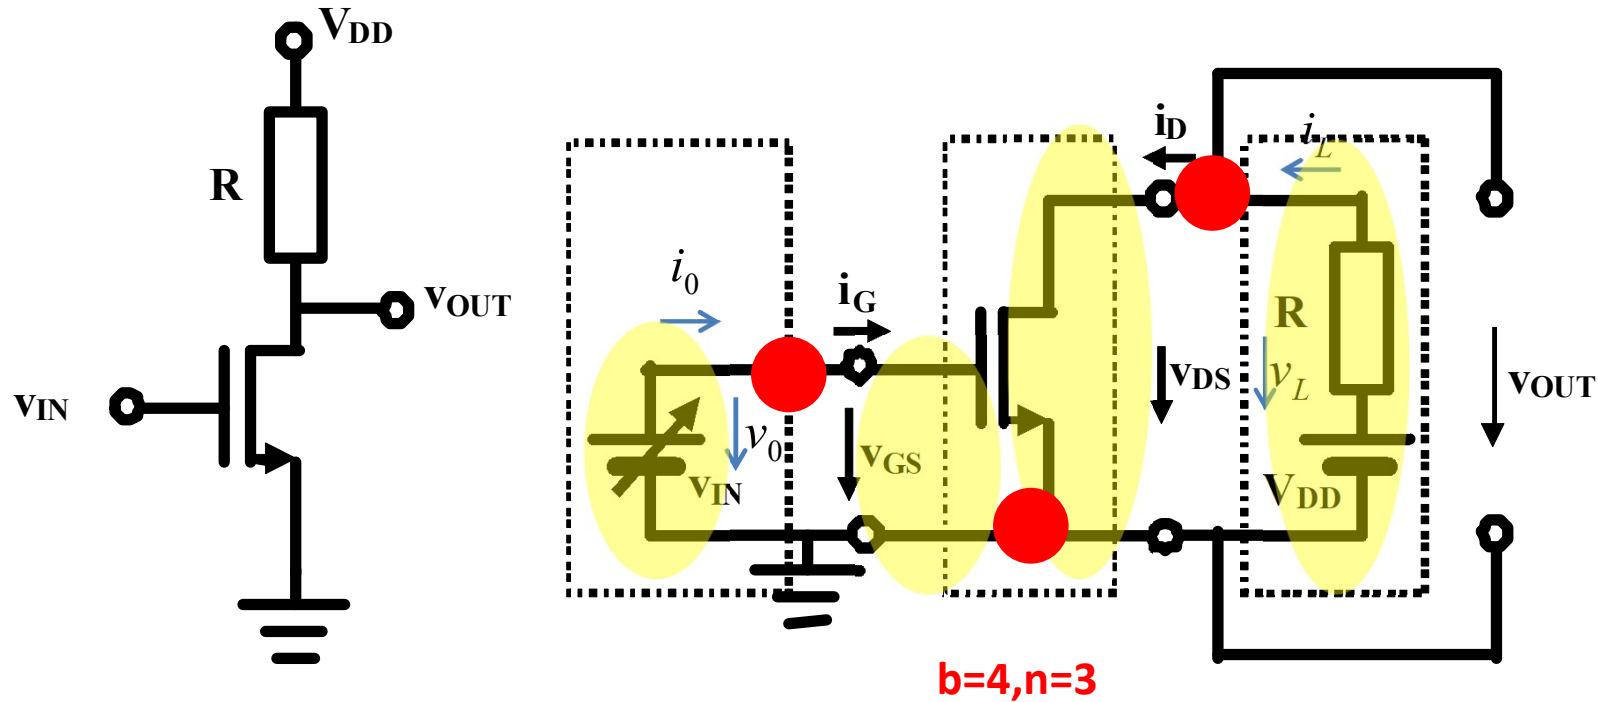 VDD
R
vOUT
vIN
i0
iG
iD
iL
v0
vIN
vGS
vDS
R
vL
VDD
vOUT
b=4,n=3